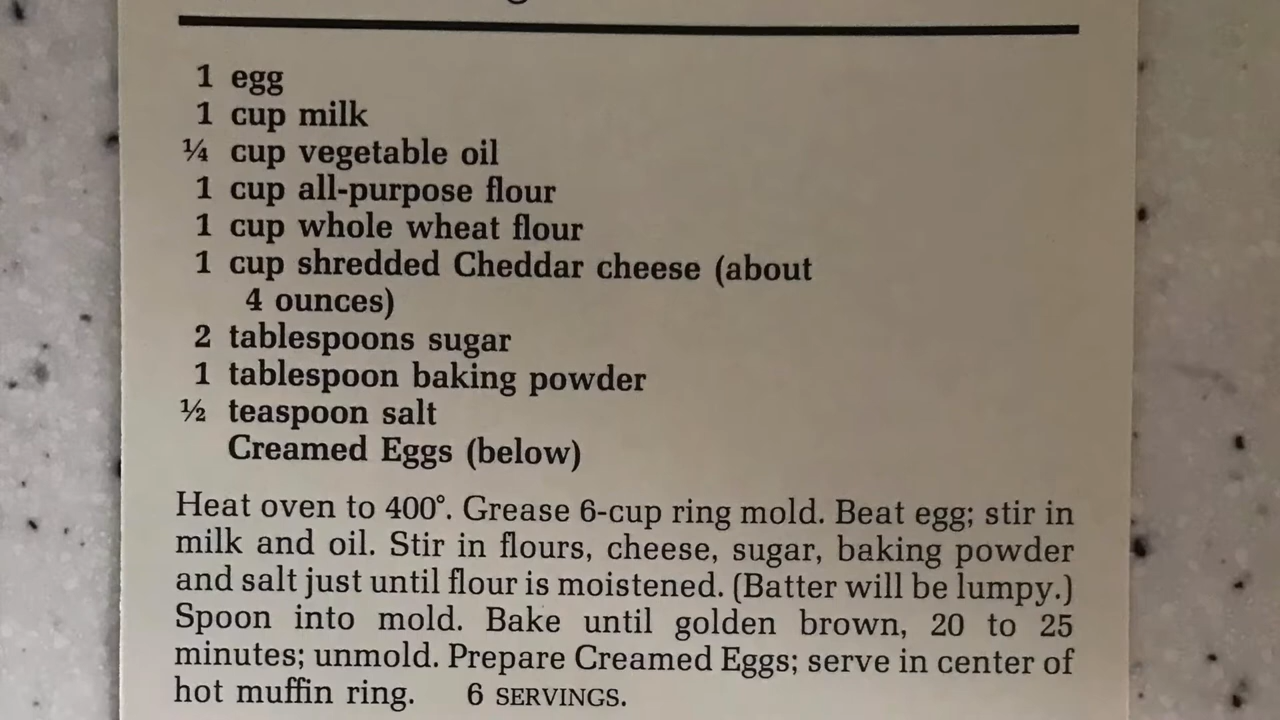 1 egg
1 cup milk
¼ cup vegetable oil
1 cup all-purpose flour
1 cup whole wheat flour
1 cup shredded Cheddar cheese (about
4 ounces)
2 tablespoons sugar
1 tablespoon baking powder
½ teaspoon salt
Creamed Eggs (below)
Heat oven to 400°. Grease 6-cup ring mold. Beat egg; stir in
milk and oil. Stir in flours, cheese, sugar, baking powder
and salt just until flour is moistened. (Batter will be lumpy.)
Spoon into mold. Bake until golden brown, 20 to 25
minutes; unmold. Prepare Creamed Eggs; serve in center of
hot muffin ring. 6 SERVINGS.